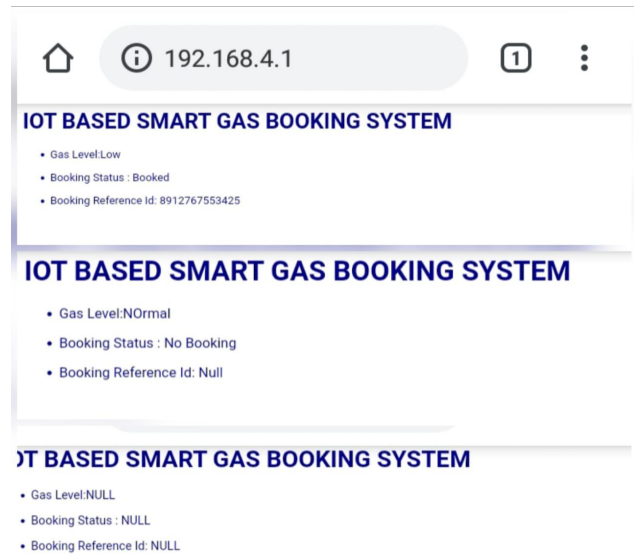 192.168.4.1
1
IOT BASED SMART GAS BOOKING SYSTEM
• Gas Level:Low
• Booking Status : Booked
• Booking Reference Id: 8912767553425
IOT BASED SMART GAS BOOKING SYSTEM
• Gas Level:NOrmal
• Booking Status : No Booking
• Booking Reference Id: Null
OT BASED SMART GAS BOOKING SYSTEM
• Gas Level:NULL
• Booking Status : NULL
• Booking Reference Id: NULL